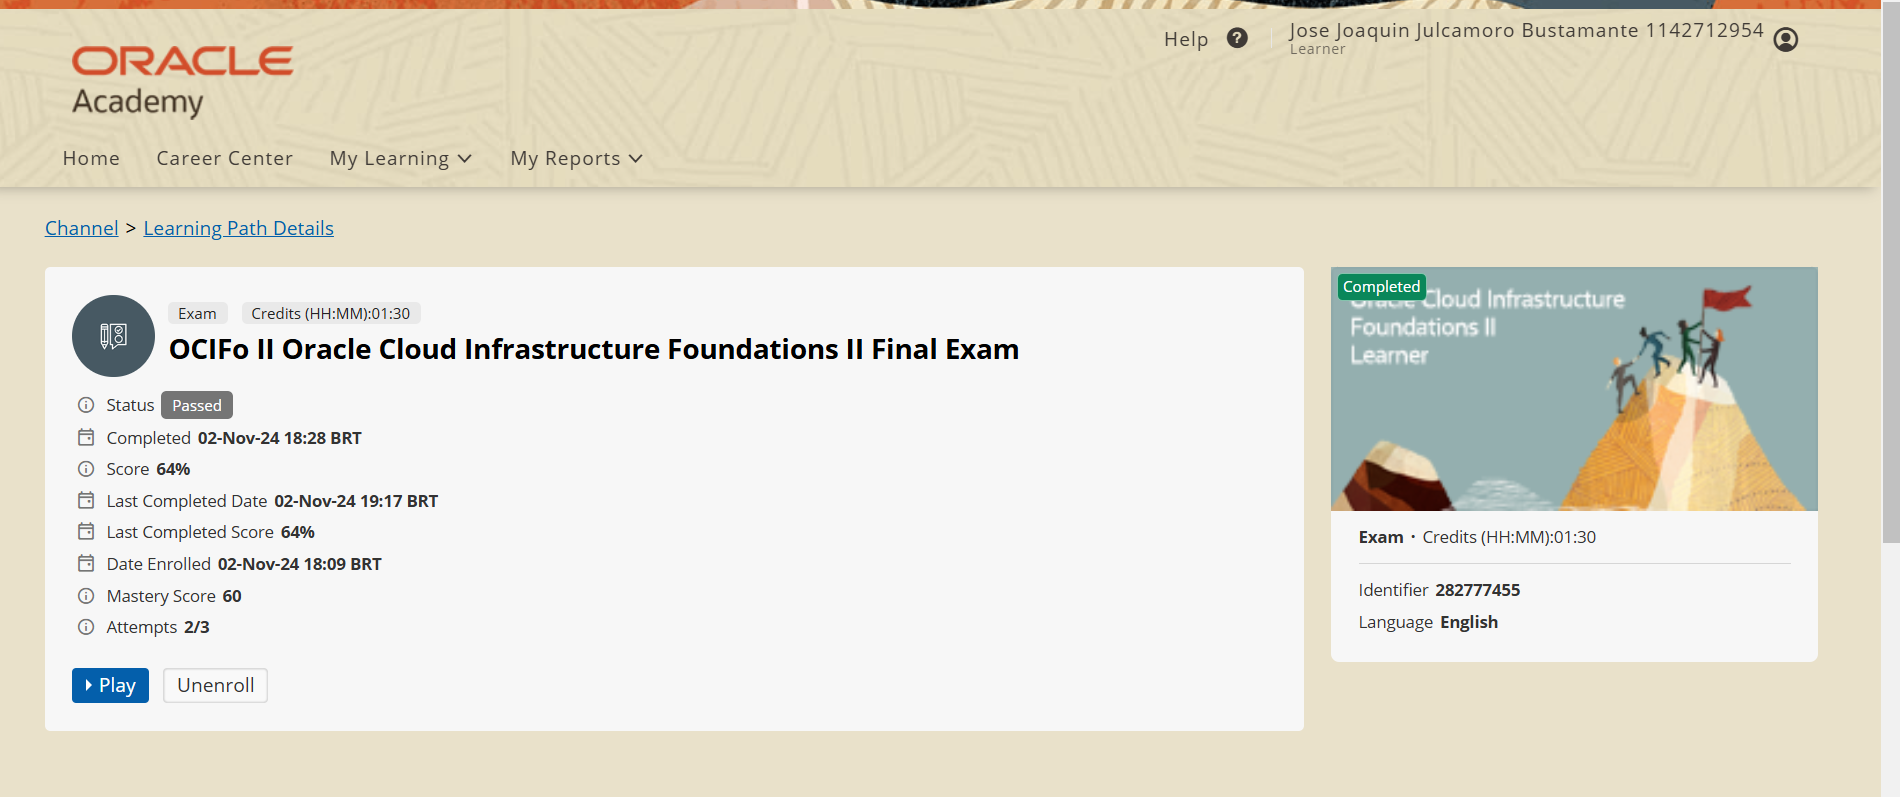 Help
Jose Joaquin Julcamoro Bustamante 1142712954
Learner
ORACLE
Academy
Home
Career Center
My Learning
My Reports
Channel > Learning Path Details
Exam
Credits (HH:MM):01:30
OCIFo II Oracle Cloud Infrastructure Foundations II Final Exam
Status Passed
Completed 02-Nov-24 18:28 BRT
Score 64%
Last Completed Date 02-Nov-24 19:17 BRT
Last Completed Score 64%
Date Enrolled 02-Nov-24 18:09 BRT
Mastery Score 60
Attempts 2/3
Play
Unenroll
Completed
Oracle Cloud Infrastructure
Foundations II
Learner
Exam · Credits (HH:MM):01:30
Identifier 282777455
Language English